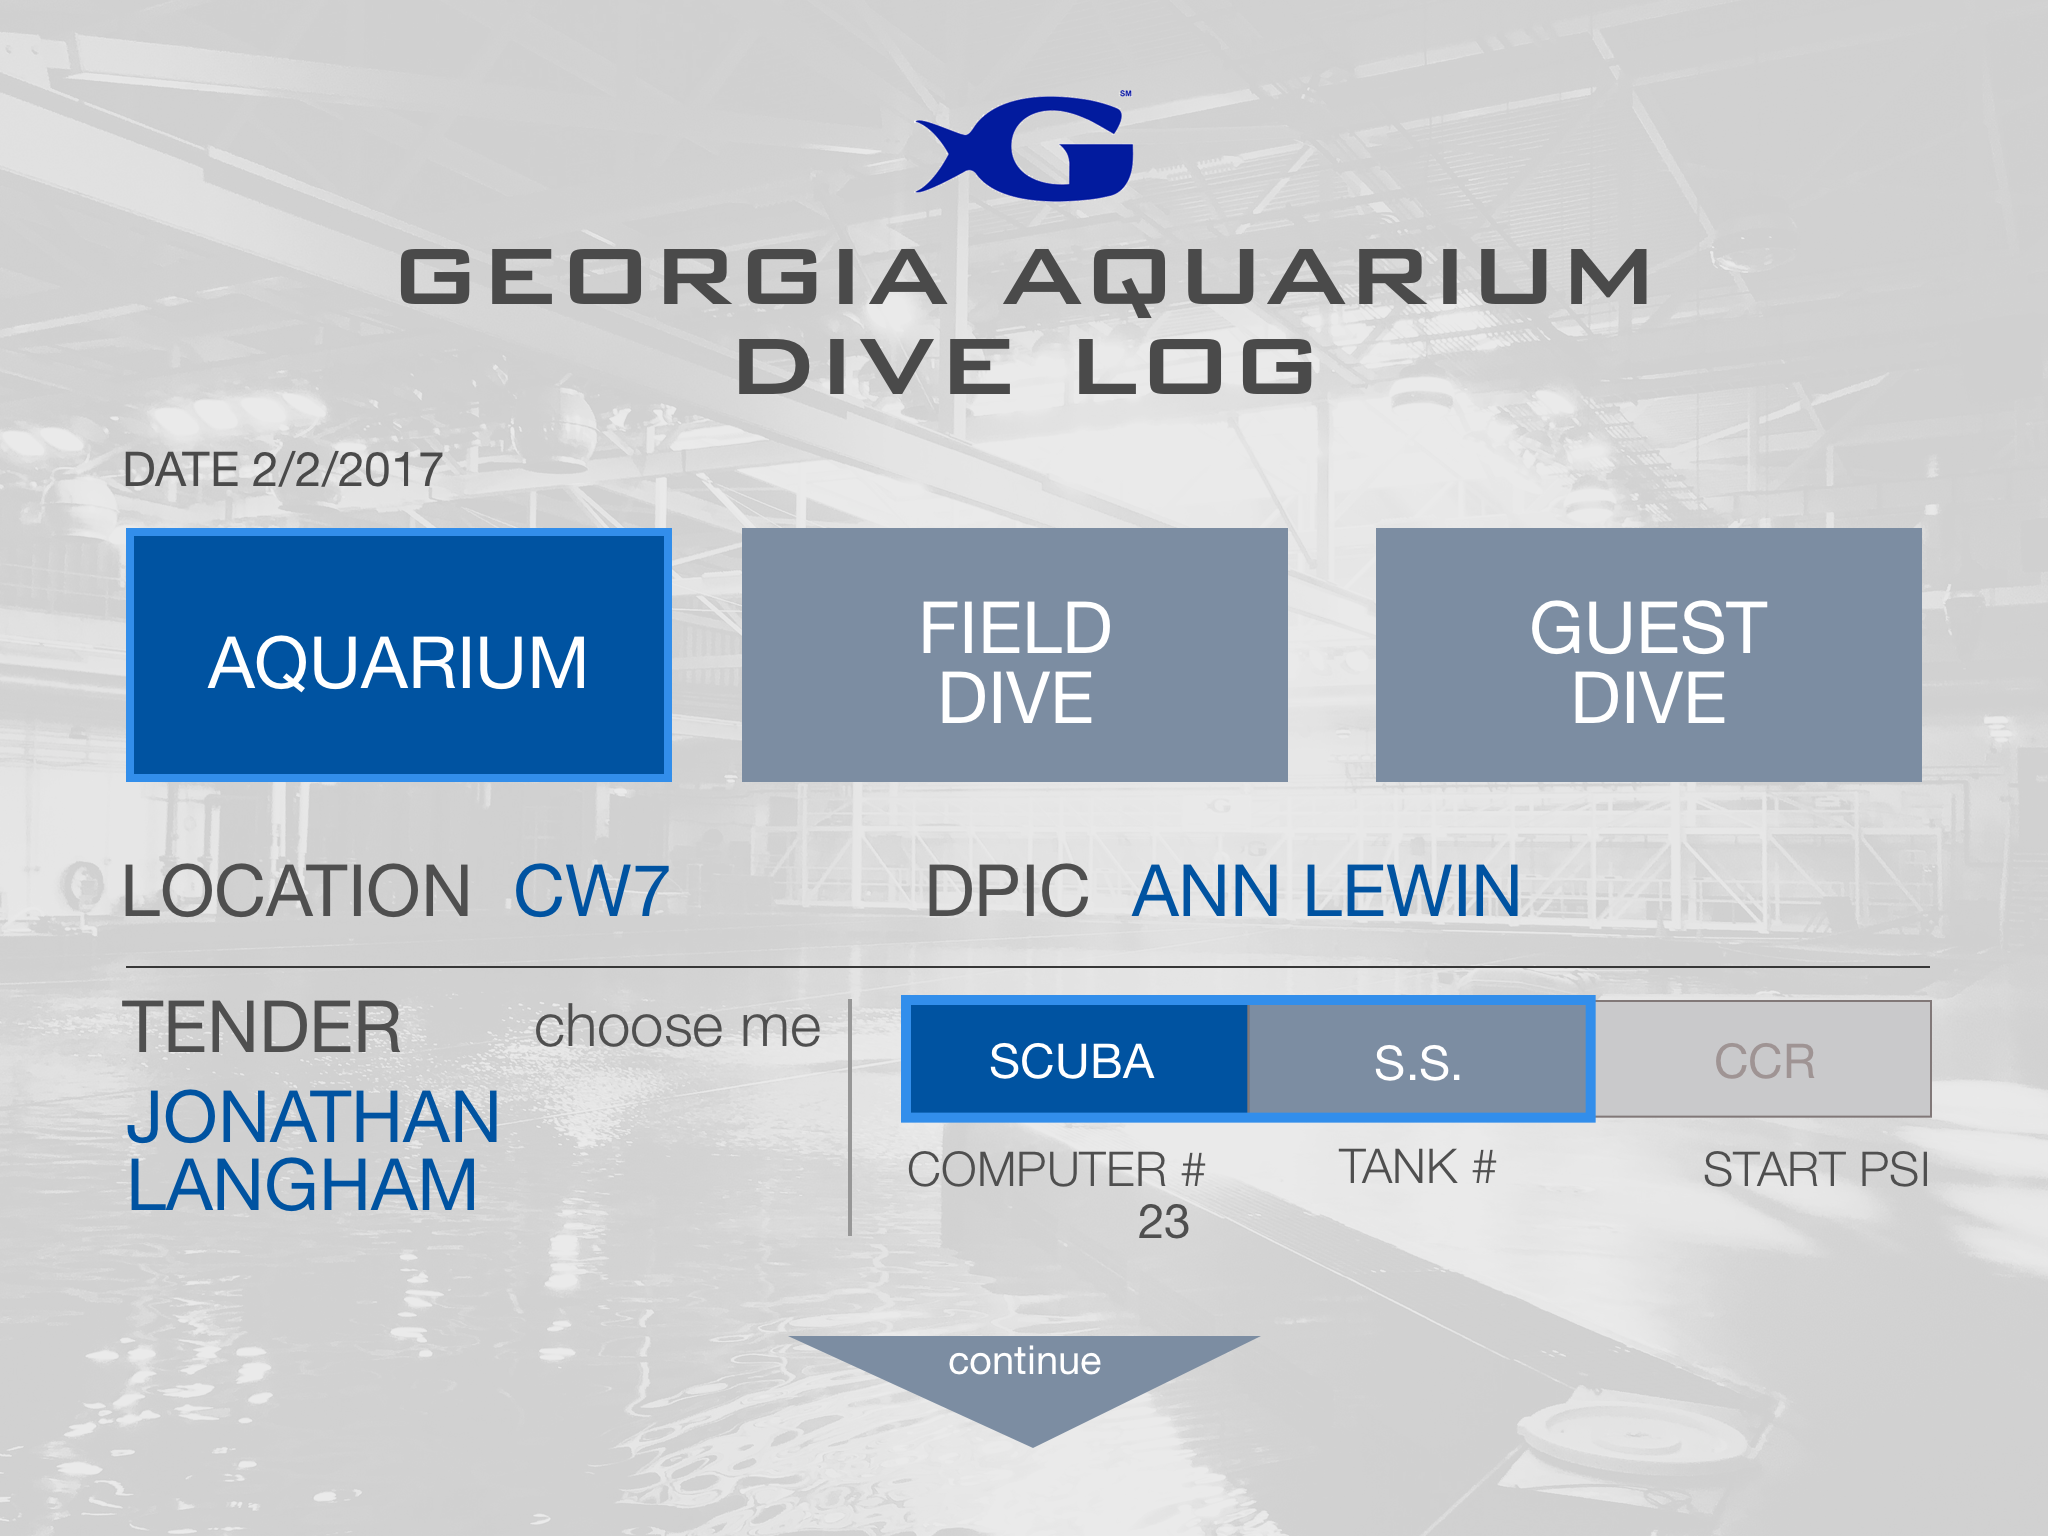 G SM
GEORGIA AQUARIUM
DIVE LOG
DATE 2/2/2017
AQUARIUM
FIELD
DIVE
GUEST
DIVE
LOCATION CW7
DPIC ANN LEWIN
TENDER choose me
JONATHAN
LANGHAM
SCUBA S.S. CCR
COMPUTER # TANK # START PSI
23
continue